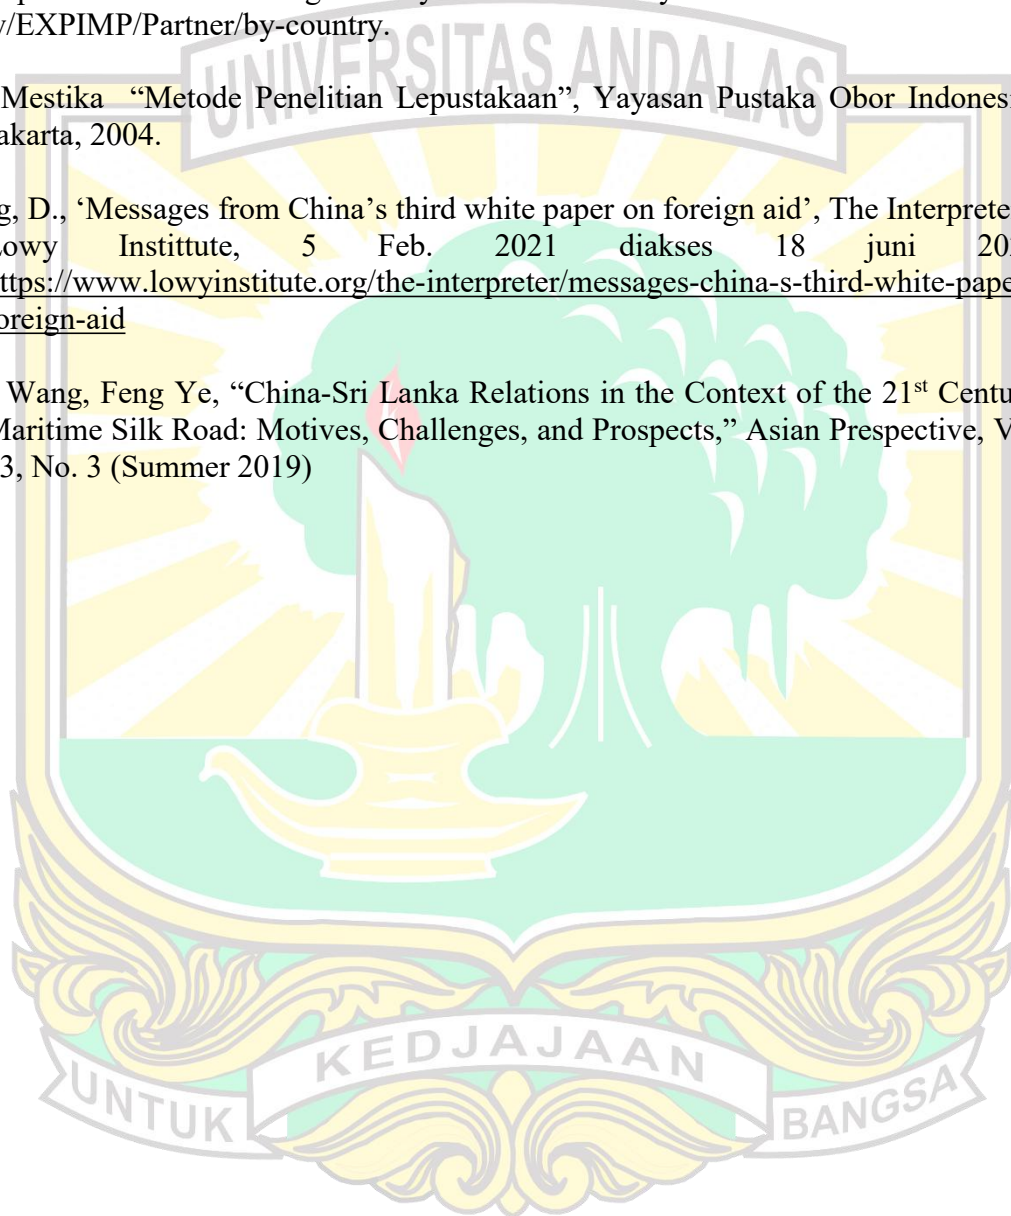 /EXPIMP/Partner/by-country.
UNIVERSITAS ANDALAS
Mestika “Metode Penelitian Lepustakaan”, Yayasan Pustaka Obor Indones
akarta, 2004.
g, D., ‘Messages from China’s third white paper on foreign aid’, The Interprete
owy Instittute, 5 Feb. 2021 diakses 18 juni 20
ttps://www.lowyinstitute.org/the-interpreter/messages-china-s-third-white-pape
oreign-aid
Wang, Feng Ye, “China-Sri Lanka Relations in the Context of the 21st Centu
Maritime Silk Road: Motives, Challenges, and Prospects,” Asian Prespective, V
3, No. 3 (Summer 2019)
UNTUK KEDJAJAAN BANGSA